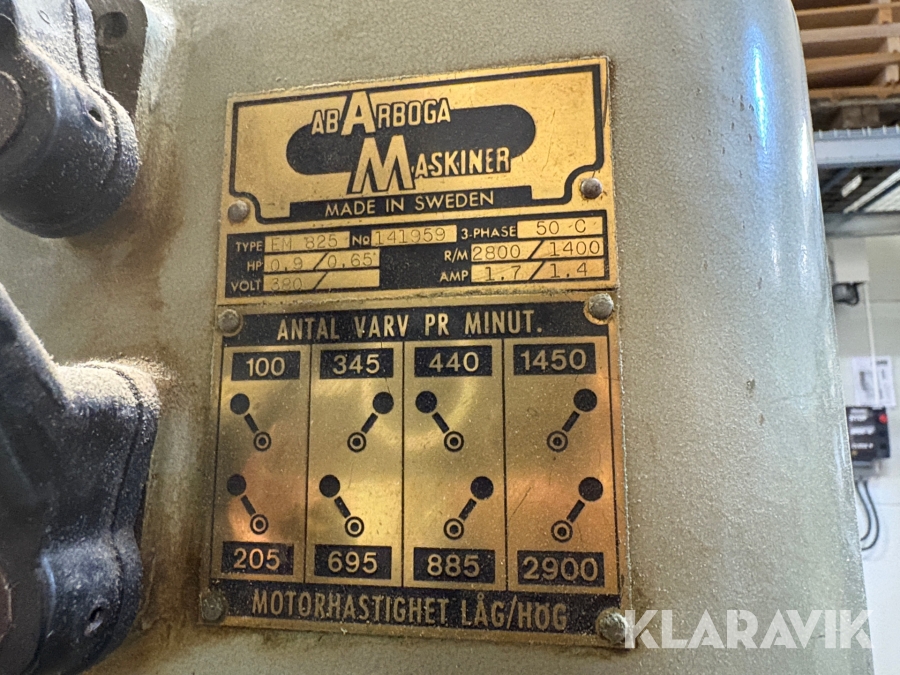 AB ARBOGA
MASKINER
MADE IN SWEDEN
TYPE EM 825 No 141959 3-PHASE 50 C
HP 0.9 / 0.65 R/M 2800 / 1400
VOLT 380 / AMP 1.7 / 1.4
ANTAL VARV PR MINUT.
100 345 440 1450
205 695 885 2900
MOTORHASTIGHET LÅG/HÖG
KLARAVIK